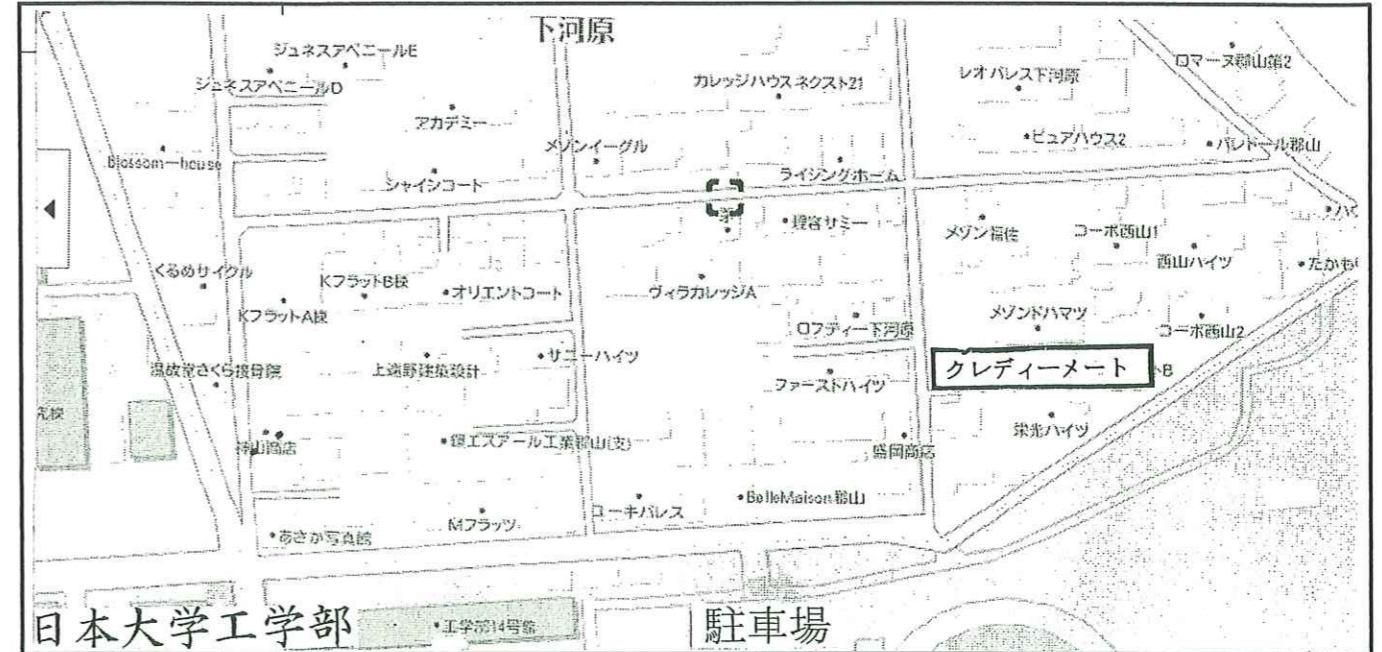 下河原
ジュネスアベニールE
ロマーヌ郡山第2
レオパレス下河原
カレッジハウスネクスト21
ジュネスアベニールD
アカデミー
ピュアハウス2
パレドール郡山
メゾンイーグル
Blossom-house
ライジングホーム
シャインコート
理容サミー
メゾン福佳
コーポ西山1
西山ハイツ
くるめサイクル
Kフラット B棟
オリエントコート
ヴィラカレッジA
Kフラット A棟
メゾンドハマツ
ロフティー下河原
コーポ西山2
サニーハイツ
クレディーメート
B
温故堂さくら接骨院
上遠野建築設計
ファーストハイツ
栄光ハイツ
盛岡商店
BelleMaison郡山
ユーキパレス
Mフラッツ
あさか写真館
日本大学工学部
工学部14号館
駐車場